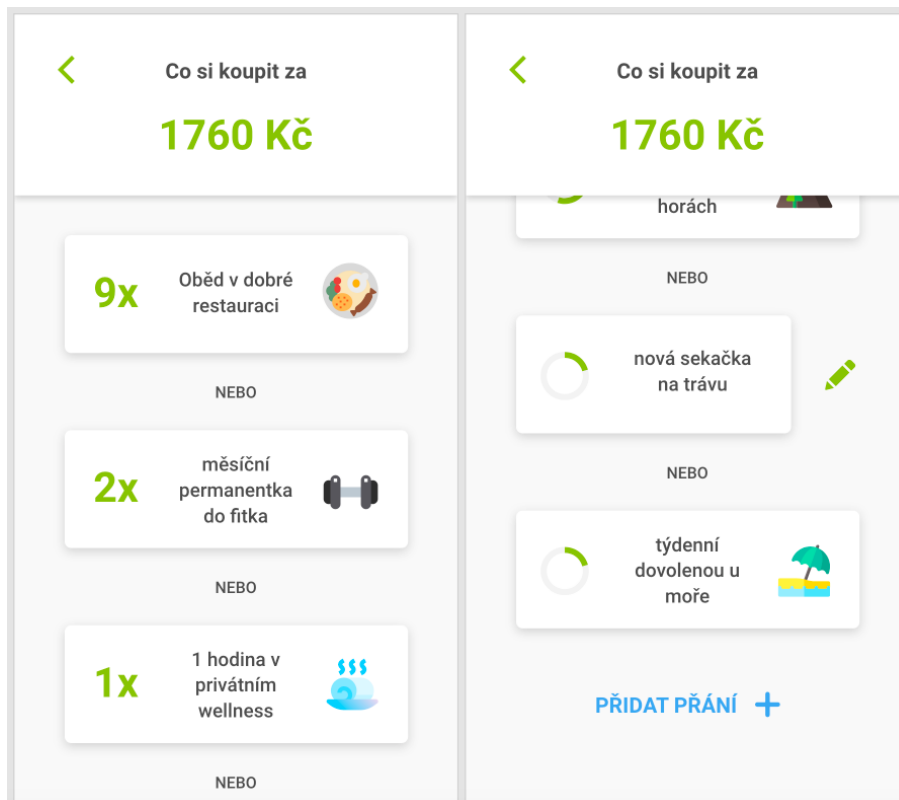 Co si koupit za
1760 Kč
9x
Oběd v dobré
restauraci
NEBO
2x
měsíční
permanentka
do fitka
NEBO
1x
1 hodina v
privátním
wellness
NEBO
Co si koupit za
1760 Kč
horách
NEBO
nová sekačka
na trávu
NEBO
týdenní
dovolenou u
moře
PŘIDAT PŘÁNÍ